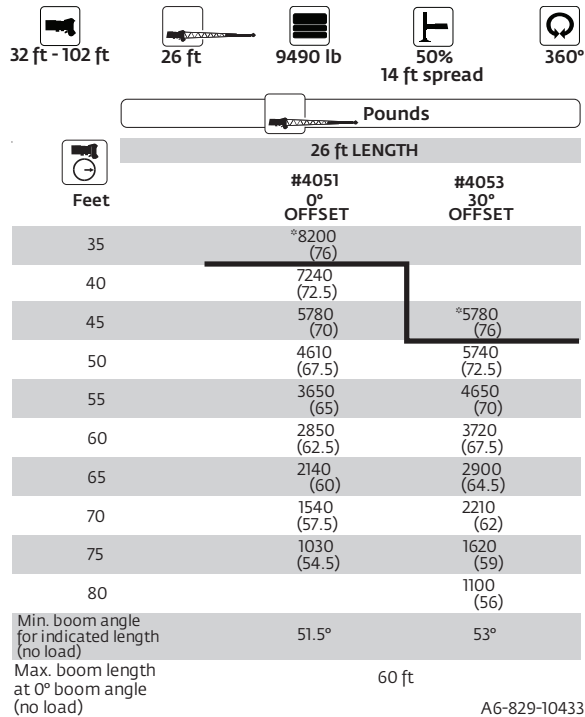 32 ft - 102 ft 26 ft 9490 lb 50% 360°
14 ft spread
Pounds
26 ft LENGTH
Feet #4051 #4053
0° 30°
OFFSET OFFSET
35 *8200
(76)
40 7240
(72.5)
45 5780 *5780
(70) (76)
50 4610 5740
(67.5) (72.5)
55 3650 4650
(65) (70)
60 2850 3720
(62.5) (67.5)
65 2140 2900
(60) (64.5)
70 1540 2210
(57.5) (62)
75 1030 1620
(54.5) (59)
80 1100
(56)
Min. boom angle
for indicated length 51.5° 53°
(no load)
Max. boom length
at 0° boom angle 60 ft
(no load)
A6-829-10433